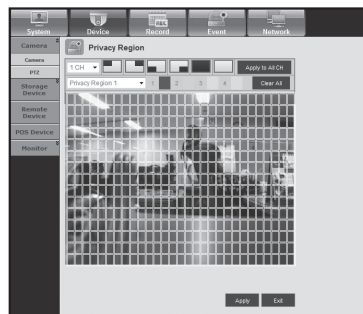 System Device Record Event Network
Camera
Privacy Region
Camera
PTZ
Storage Device
Remote Device
POS Device
Monitor
1 CH
Apply to All CH
Privacy Region 1
1 2 3 4
Clear All
Apply Exit